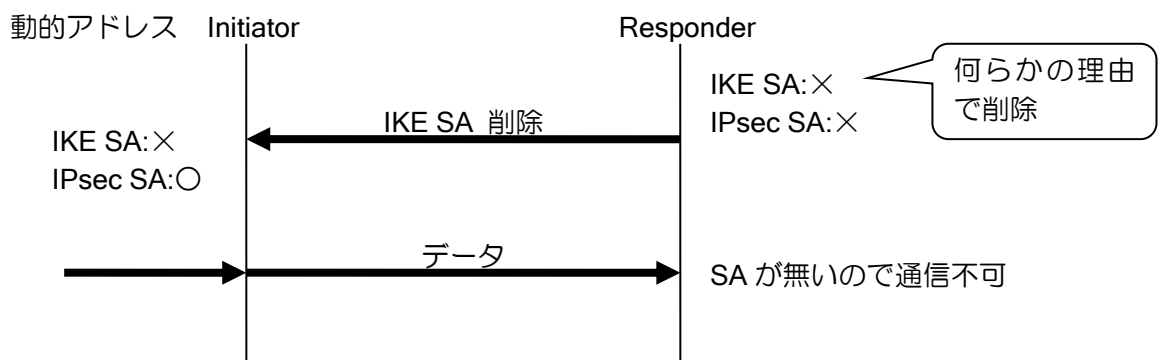 動的アドレス Initiator
Responder
何らかの理由
で削除
IKE SA:×
IPsec SA:×
IKE SA 削除
IKE SA:×
IPsec SA:○
データ
SA が無いので通信不可